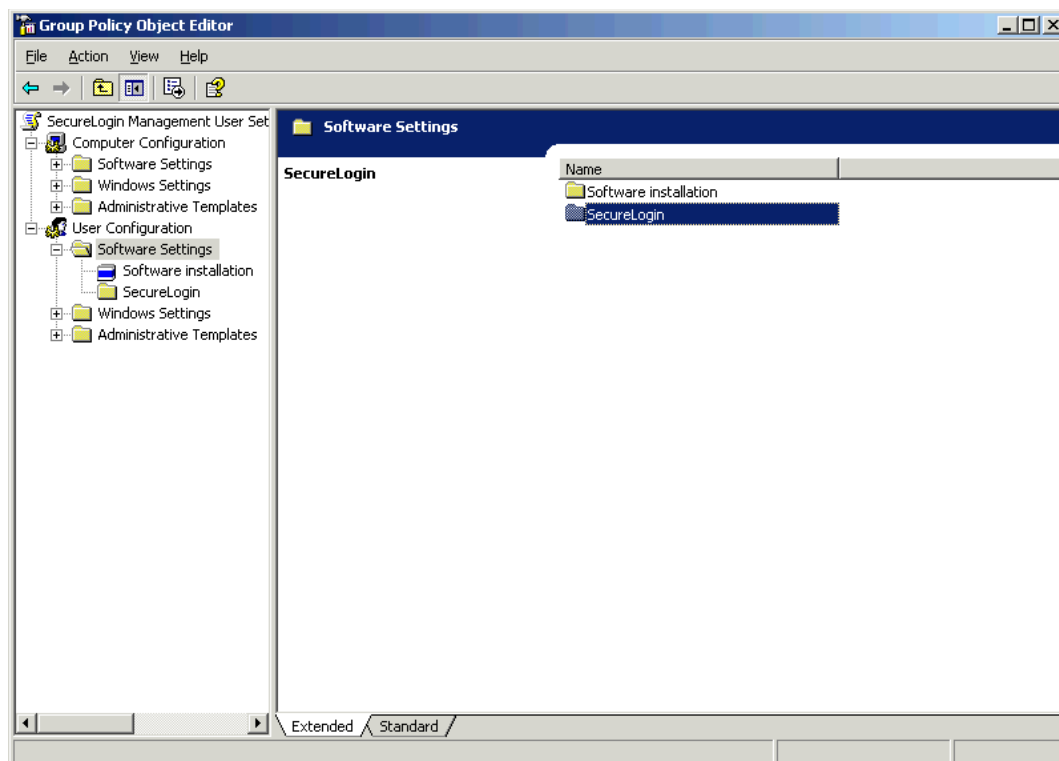 Group Policy Object Editor
File Action View Help
SecureLogin Management User Set
Computer Configuration
Software Settings
Windows Settings
Administrative Templates
User Configuration
Software Settings
Software installation
SecureLogin
Windows Settings
Administrative Templates
Software Settings
SecureLogin
Name
Software installation
SecureLogin
Extended Standard